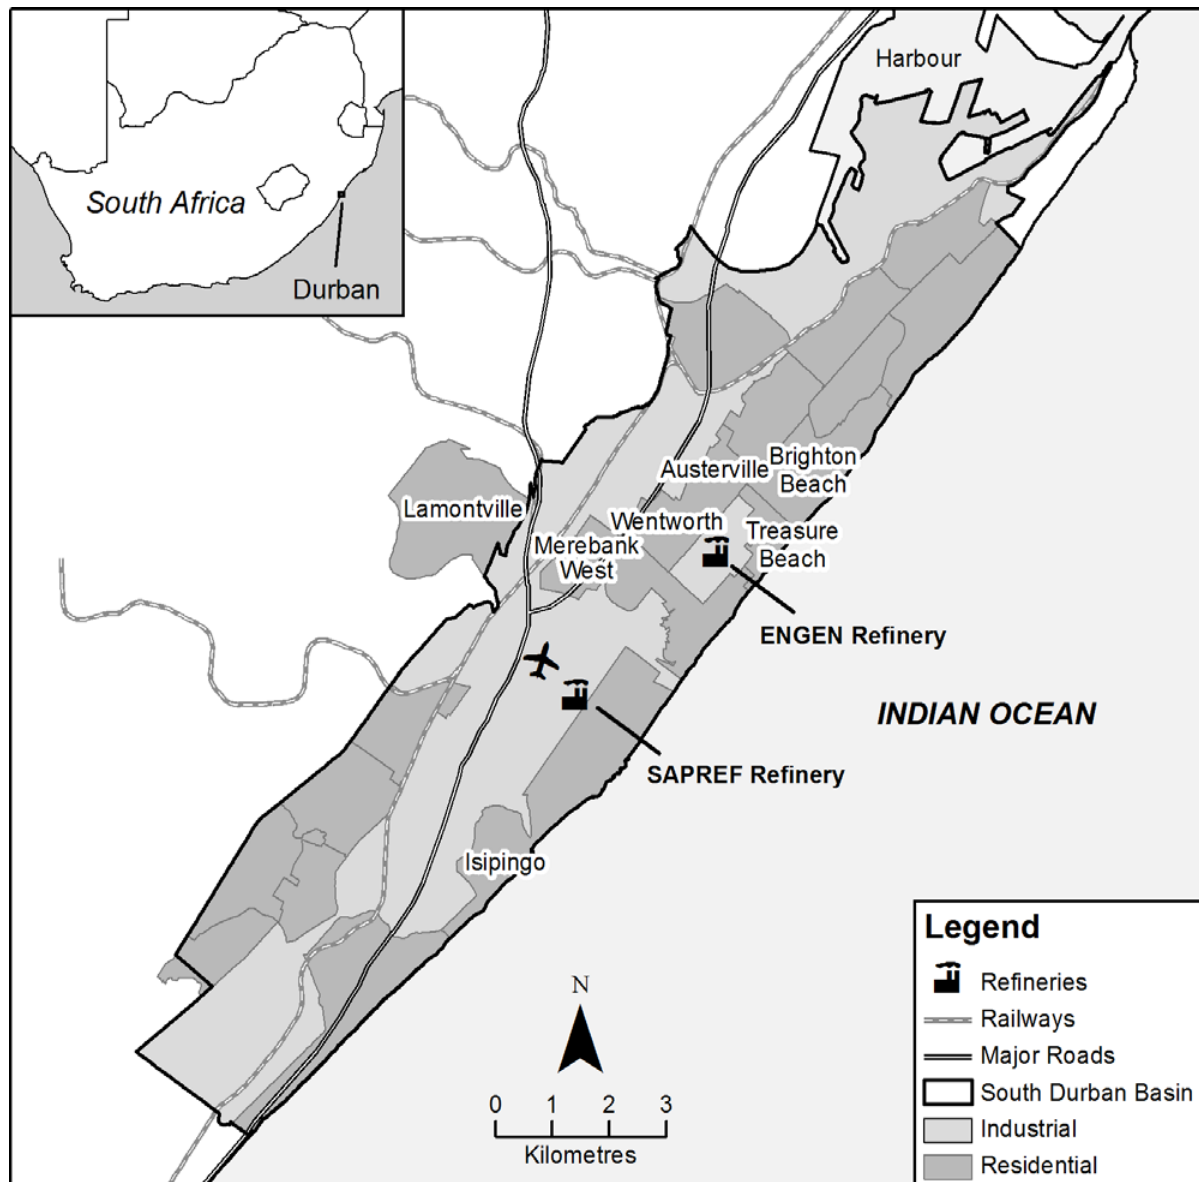 Harbour
South Africa
Durban
Austerville
Brighton
Beach
Lamontville
Wentworth
Treasure
Beach
Merebank
West
ENGEN Refinery
INDIAN OCEAN
SAPREF Refinery
Isipingo
Legend
Refineries
Railways
Major Roads
South Durban Basin
Industrial
Residential
N
0 1 2 3
Kilometres